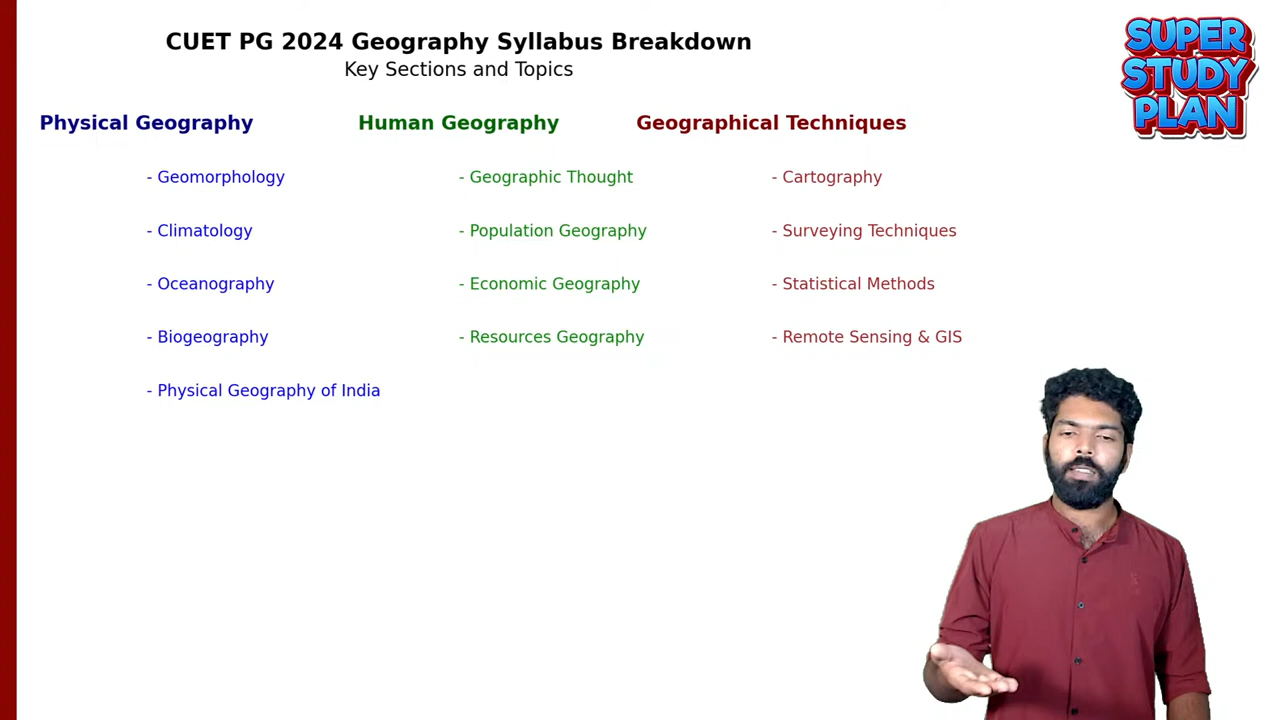 CUET PG 2024 Geography Syllabus Breakdown
Key Sections and Topics
SUPER
STUDY
PLAN
Physical Geography
- Geomorphology
- Climatology
- Oceanography
- Biogeography
- Physical Geography of India
Human Geography
- Geographic Thought
- Population Geography
- Economic Geography
- Resources Geography
Geographical Techniques
- Cartography
- Surveying Techniques
- Statistical Methods
- Remote Sensing & GIS